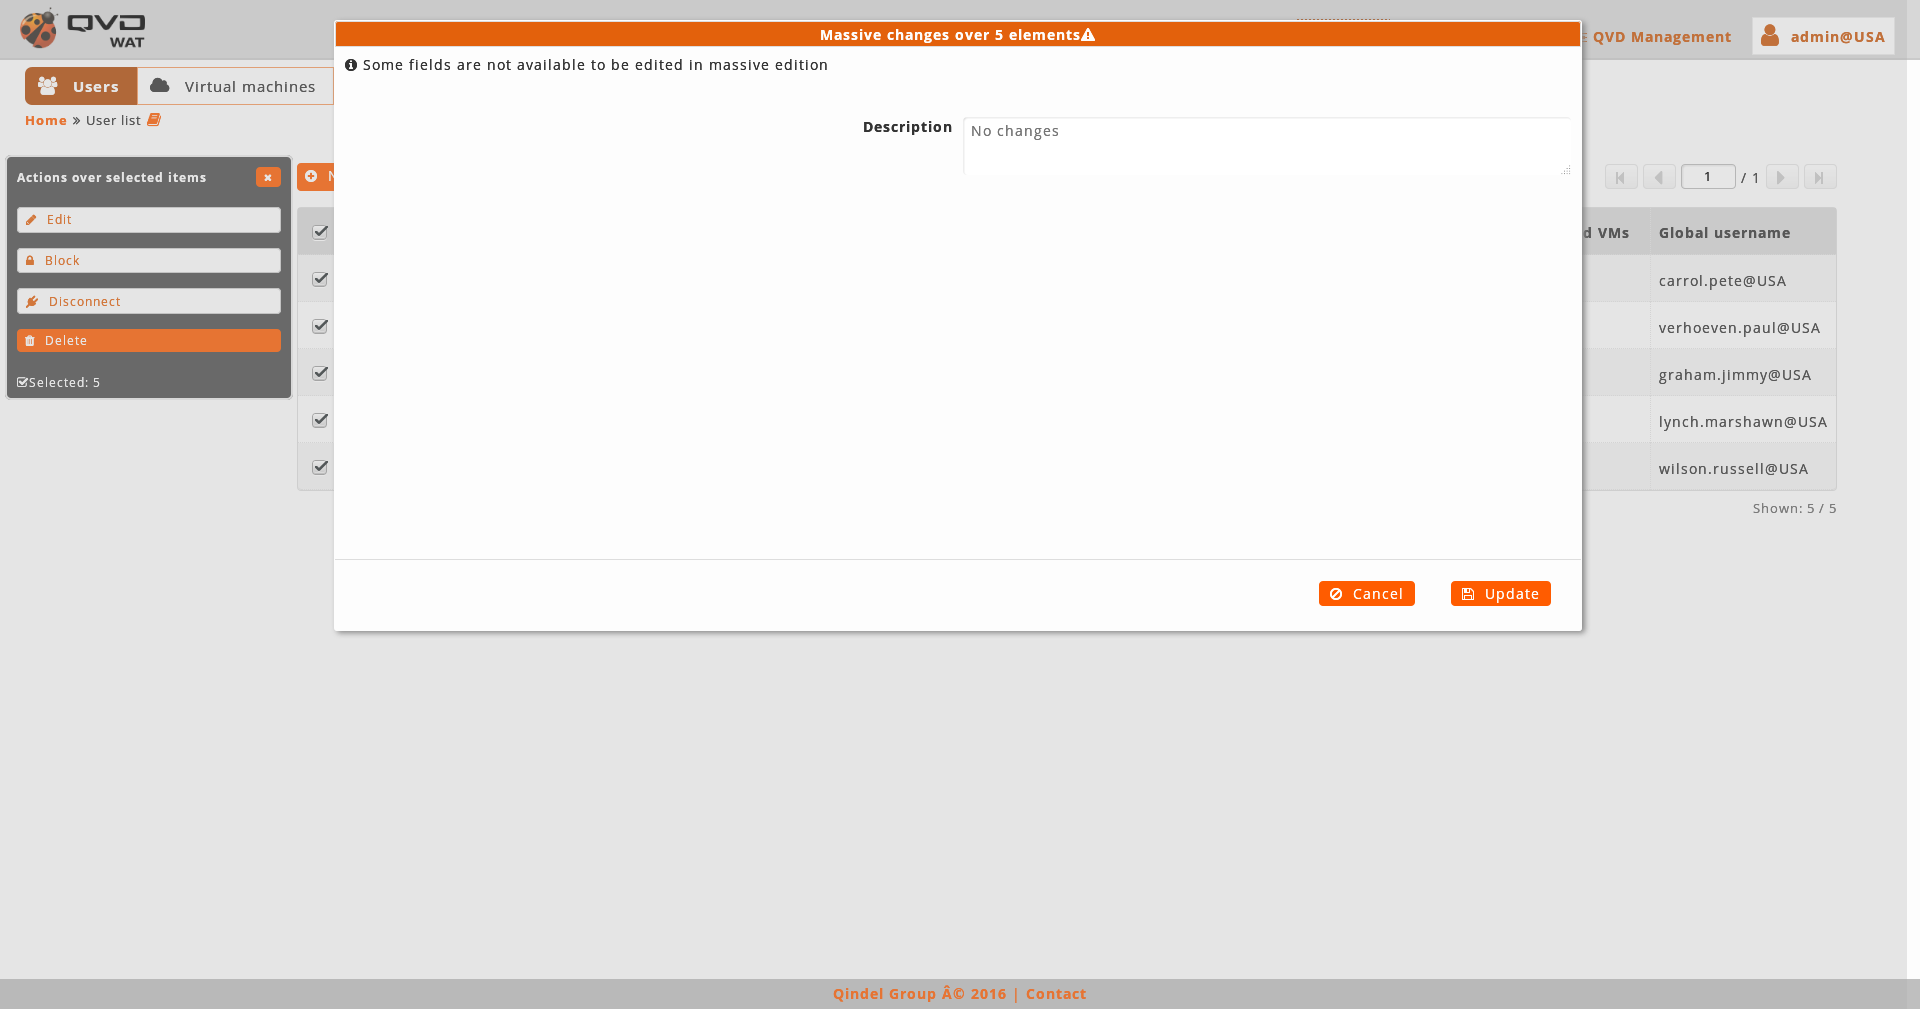 QVD
WAT
Massive changes over 5 elements
QVD Management
admin@USA
Some fields are not available to be edited in massive edition
Users
Virtual machines
Home » User list
Description
No changes
Actions over selected items
Edit
Block
Disconnect
Delete
Selected: 5
1 / 1
d VMs
Global username
carrol.pete@USA
verhoeven.paul@USA
graham.jimmy@USA
lynch.marshawn@USA
wilson.russell@USA
Shown: 5 / 5
Cancel
Update
Qindel Group Â© 2016 | Contact